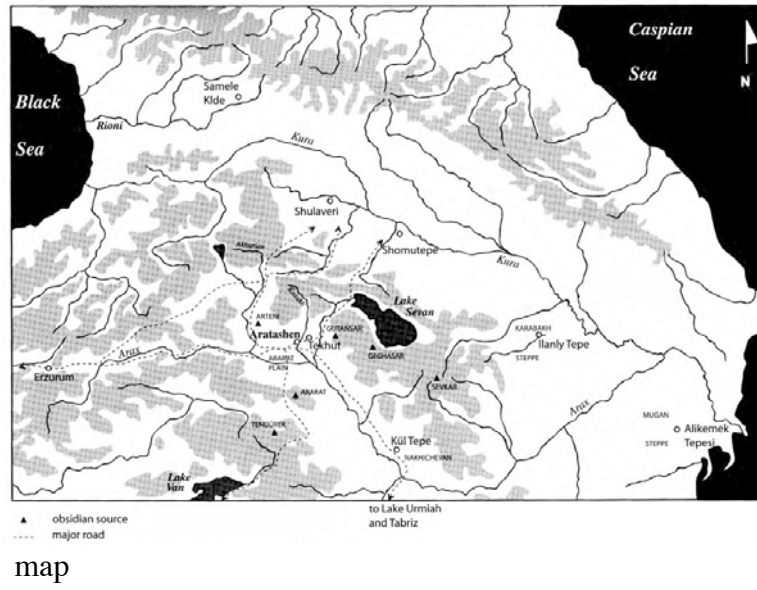 Caspian
Sea
N
Black
Sea
Samele
Klde
Rioni
Kura
Shulaveri
Shomutepe
Kura
Akhurian
Lake
Sevan
ARTENI
Aratashen
Tekhut
GUTANSAR
GEGHASAR
KARABAKH
Ilanly Tepe
STEPPE
Arax
ARARAT
PLAIN
Erzurum
SEVKAR
ARARAT
Arax
MUGAN
STEPPE
Alikemek
Tepesi
TENDÜREK
Kül Tepe
NAKHICHEVAN
Lake
Van
to Lake Urmiah
and Tabriz
obsidian source
major road
map